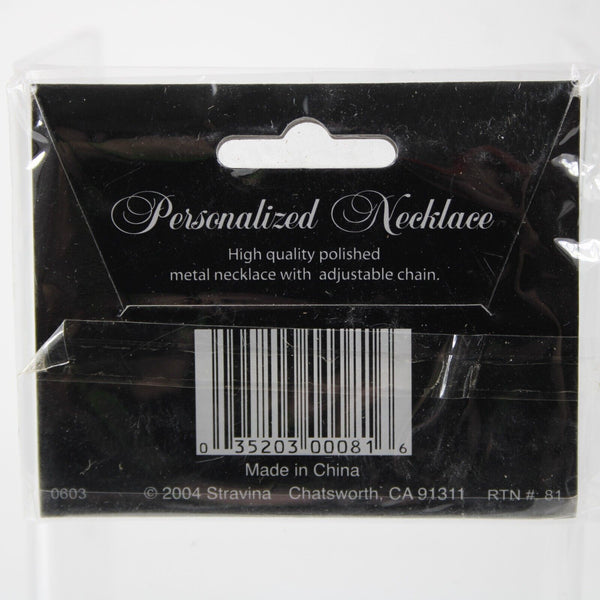 Personalized Necklace
High quality polished
metal necklace with adjustable chain.
0 35203 00081 6
Made in China
0603 © 2004 Stravina Chatsworth, CA 91311 RTN #: 81